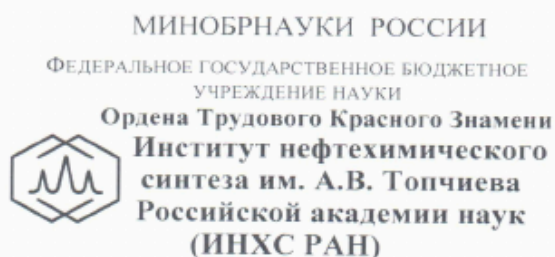 МИНОБРНАУКИ РОССИИ
ФЕДЕРАЛЬНОЕ ГОСУДАРСТВЕННОЕ БЮДЖЕТНОЕ
УЧРЕЖДЕНИЕ НАУКИ
Ордена Трудового Красного Знамени
Институт нефтехимического
синтеза им. А.В. Топчиева
Российской академии наук
(ИНХС РАН)